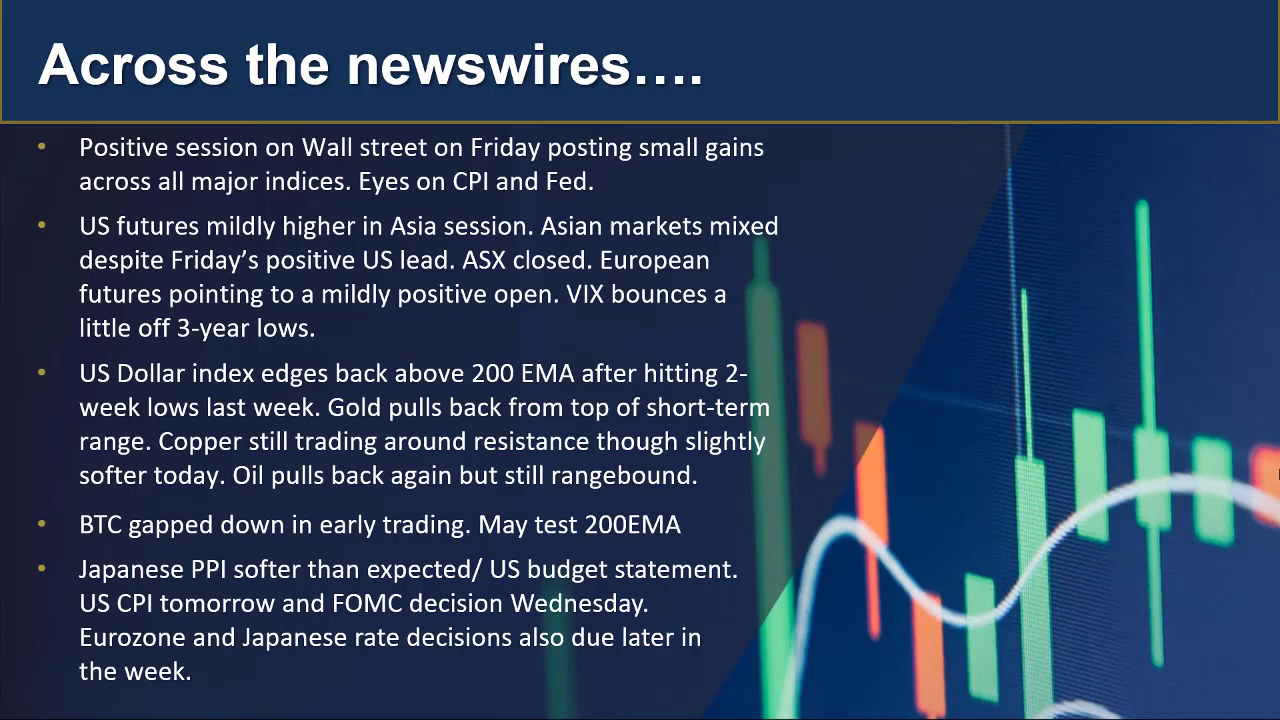 Across the newswires….
• Positive session on Wall street on Friday posting small gains
across all major indices. Eyes on CPI and Fed.
• US futures mildly higher in Asia session. Asian markets mixed
despite Friday’s positive US lead. ASX closed. European
futures pointing to a mildly positive open. VIX bounces a
little off 3-year lows.
• US Dollar index edges back above 200 EMA after hitting 2-
week lows last week. Gold pulls back from top of short-term
range. Copper still trading around resistance though slightly
softer today. Oil pulls back again but still rangebound.
• BTC gapped down in early trading. May test 200EMA
• Japanese PPI softer than expected/ US budget statement.
US CPI tomorrow and FOMC decision Wednesday.
Eurozone and Japanese rate decisions also due later in
the week.